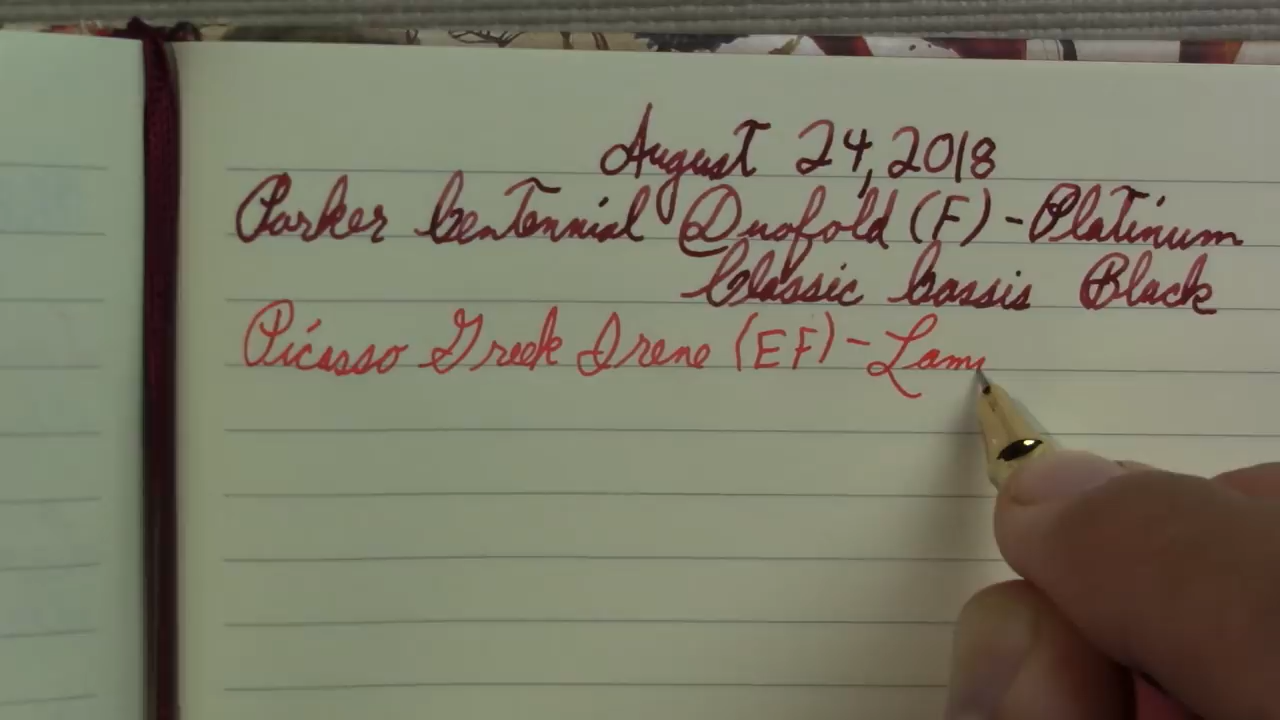 August 24, 2018
Parker Centennial Duofold (F) - Platinum
Classic Cassis Black
Picasso Greek Irene (EF) - Lam